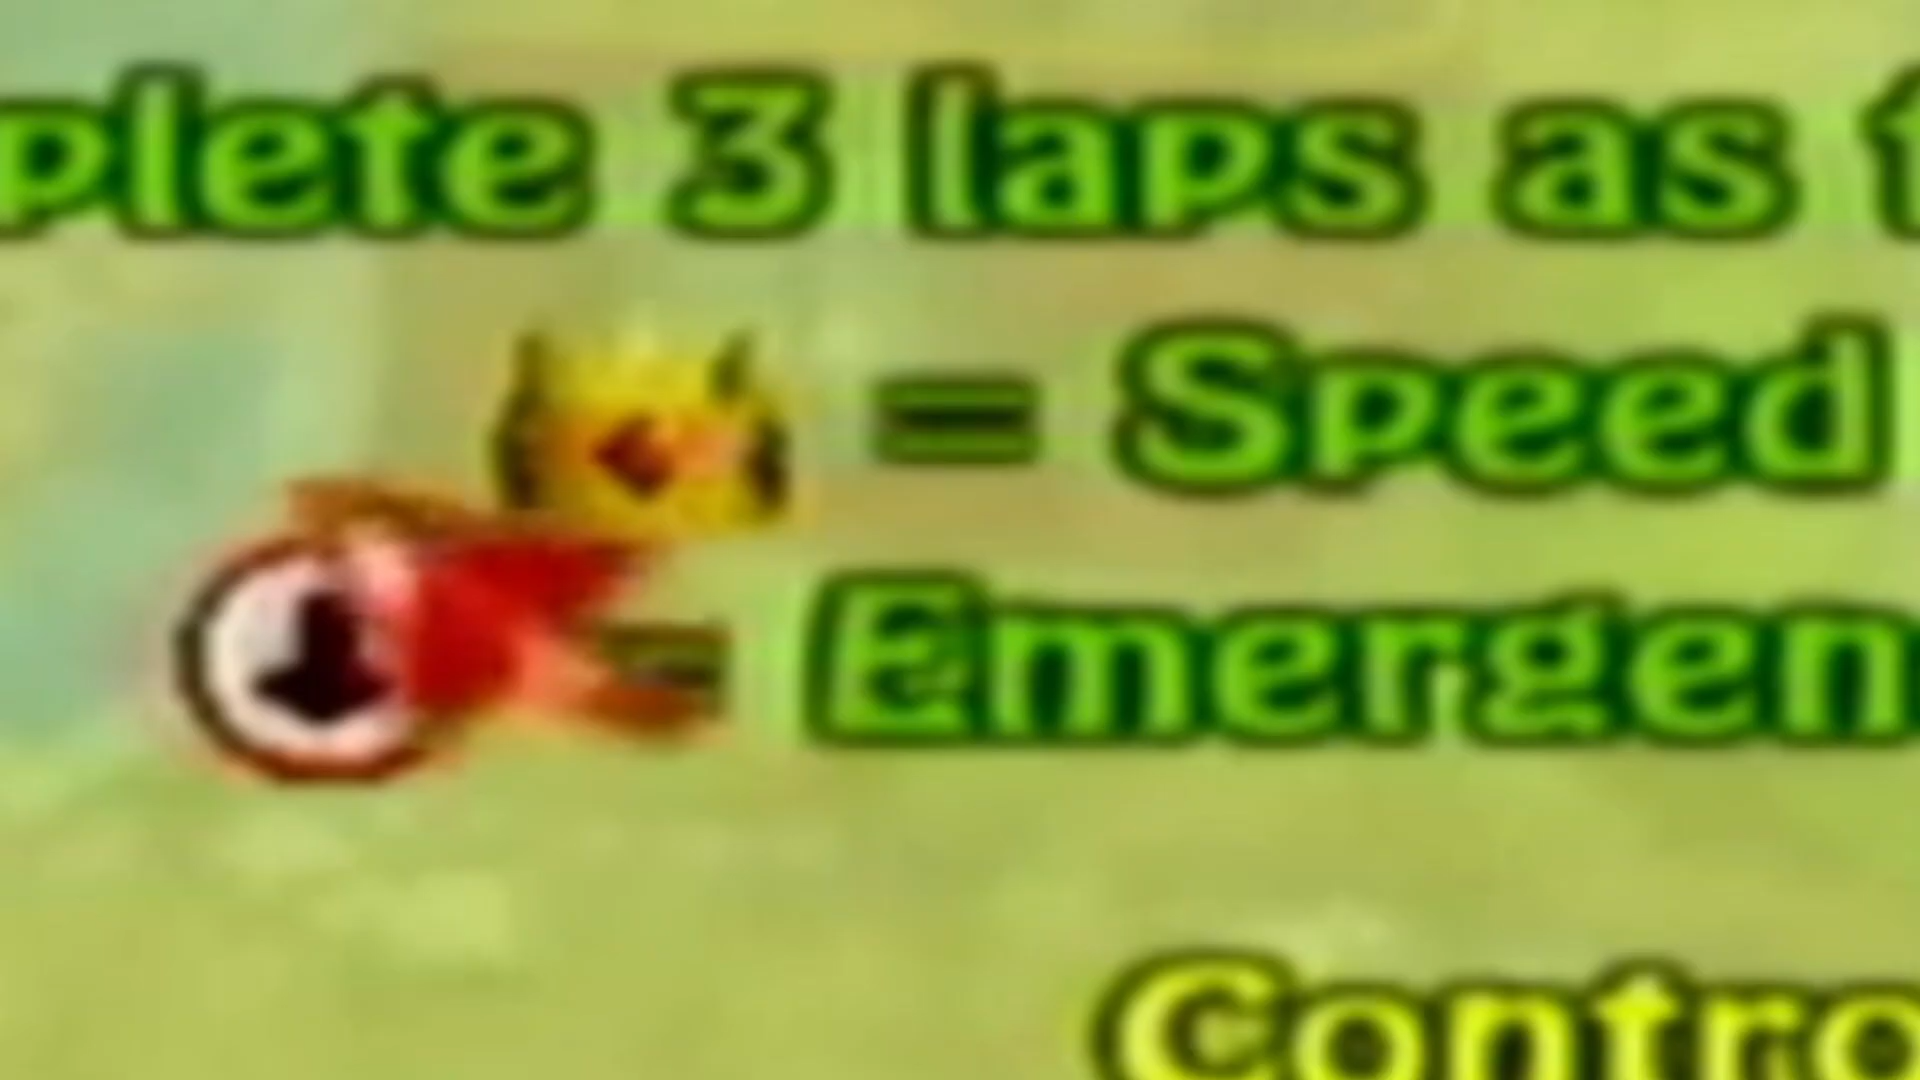 plete 3 laps as f
= Speed
= Emergen
Contro